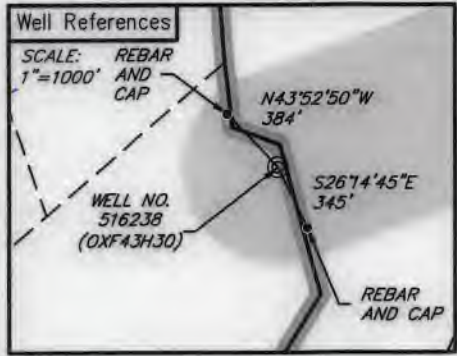 Well References
SCALE:
1"=1000'
REBAR
AND
CAP
N43°52'50"W
384'
WELL NO.
516238
(OXF43H30)
S26°14'45"E
345'
REBAR
AND CAP